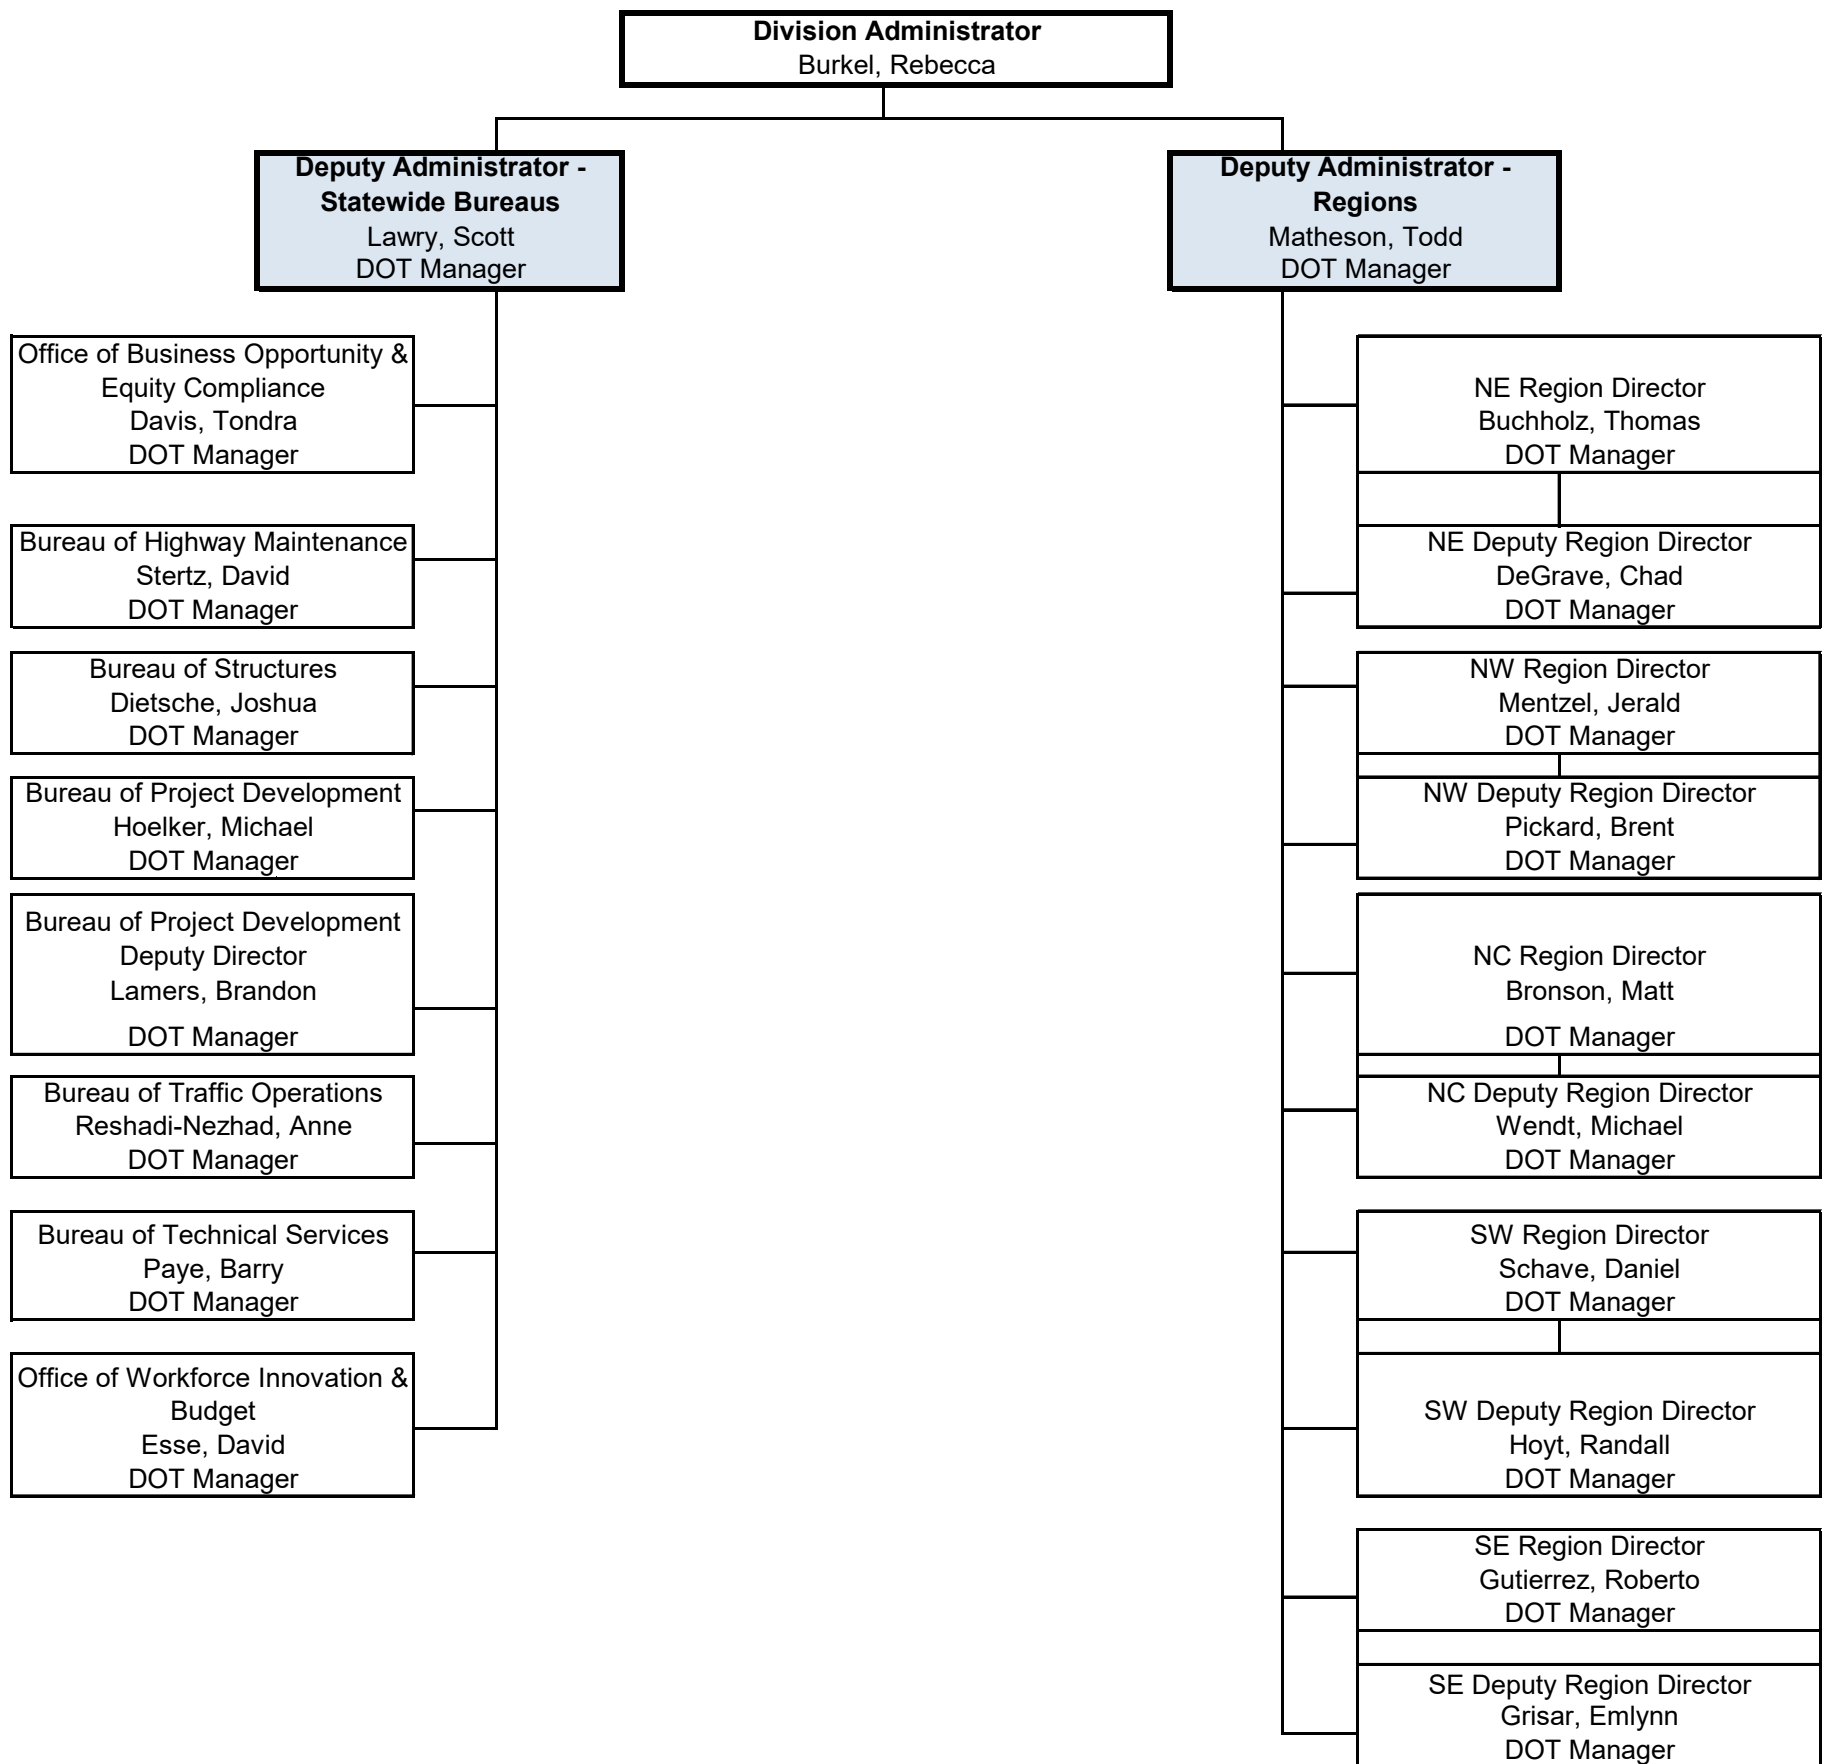 Division Administrator
Burkel, Rebecca
Deputy Administrator -
Statewide Bureaus
Lawry, Scott
DOT Manager
Deputy Administrator -
Regions
Matheson, Todd
DOT Manager
Office of Business Opportunity &
Equity Compliance
Davis, Tondra
DOT Manager
Bureau of Highway Maintenance
Stertz, David
DOT Manager
Bureau of Structures
Dietsche, Joshua
DOT Manager
Bureau of Project Development
Hoelker, Michael
DOT Manager
Bureau of Project Development
Deputy Director
Lamers, Brandon
DOT Manager
Bureau of Traffic Operations
Reshadi-Nezhad, Anne
DOT Manager
Bureau of Technical Services
Paye, Barry
DOT Manager
Office of Workforce Innovation &
Budget
Esse, David
DOT Manager
NE Region Director
Buchholz, Thomas
DOT Manager
NE Deputy Region Director
DeGrave, Chad
DOT Manager
NW Region Director
Mentzel, Jerald
DOT Manager
NW Deputy Region Director
Pickard, Brent
DOT Manager
NC Region Director
Bronson, Matt
DOT Manager
NC Deputy Region Director
Wendt, Michael
DOT Manager
SW Region Director
Schave, Daniel
DOT Manager
SW Deputy Region Director
Hoyt, Randall
DOT Manager
SE Region Director
Gutierrez, Roberto
DOT Manager
SE Deputy Region Director
Grisar, Emlynn
DOT Manager